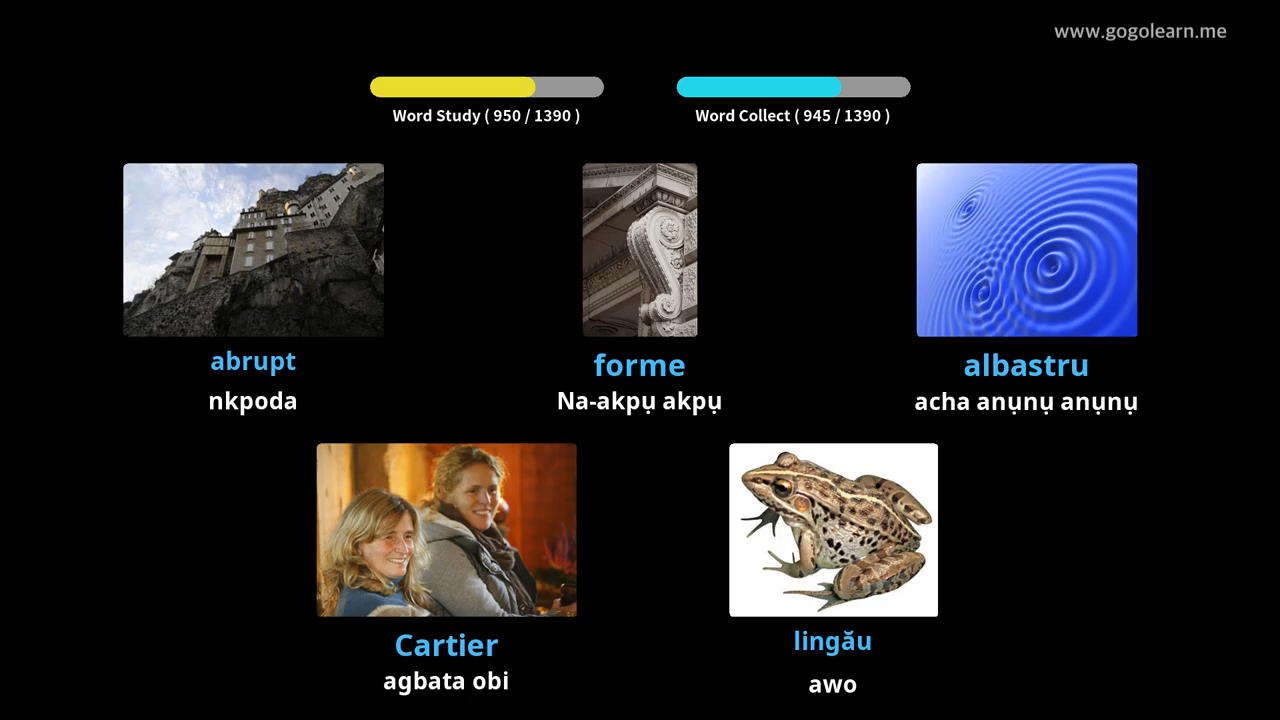 www.gogolearn.me
Word Study ( 950 / 1390 )
Word Collect ( 945 / 1390 )
abrupt
nkpoda
forme
Na-akpụ akpụ
albastru
acha anụnụ anụnụ
Cartier
agbata obi
lingău
awo